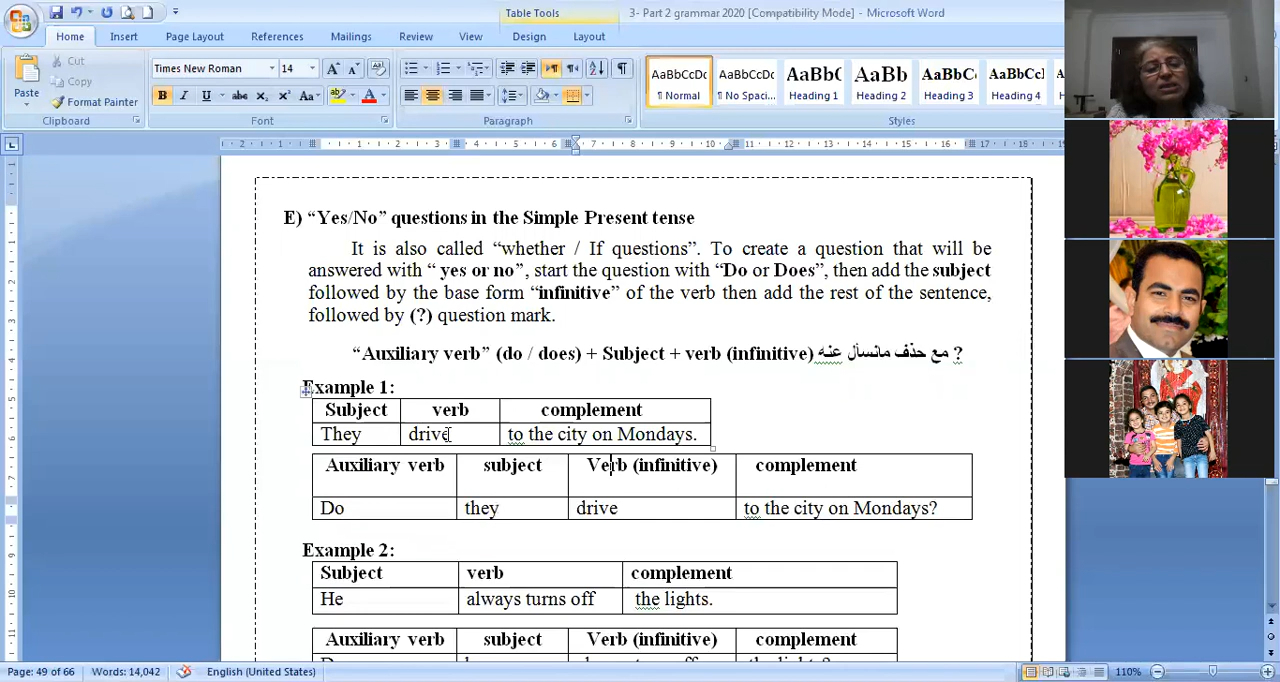 Table Tools
3- Part 2 grammar 2020 [Compatibility Mode] - Microsoft Word
Home Insert Page Layout References Mailings Review View Design Layout
Cut
Copy
Paste
Format Painter
Clipboard
Times New Roman 14
B I U abc X₂ X² Aa
Font
Paragraph
AaBbCcDc AaBbCcDc AaBbC AaBbC AaBbC AaBbCc
¶ Normal ¶ No Spaci... Heading 1 Heading 2 Heading 3 Heading 4
Styles
E) “Yes/No” questions in the Simple Present tense
It is also called “whether / If questions”. To create a question that will be
answered with “ yes or no”, start the question with “Do or Does”, then add the subject
followed by the base form “infinitive” of the verb then add the rest of the sentence,
followed by (?) question mark.
“Auxiliary verb” (do / does) + Subject + verb (infinitive) مع حذف مانسأل عنه ?
Example 1:
Subject verb complement
They drive to the city on Mondays.
Auxiliary verb subject Verb (infinitive) complement
Do they drive to the city on Mondays?
Example 2:
Subject verb complement
He always turns off the lights.
Auxiliary verb subject Verb (infinitive) complement
Page: 49 of 66 Words: 14,042 English (United States) 110%